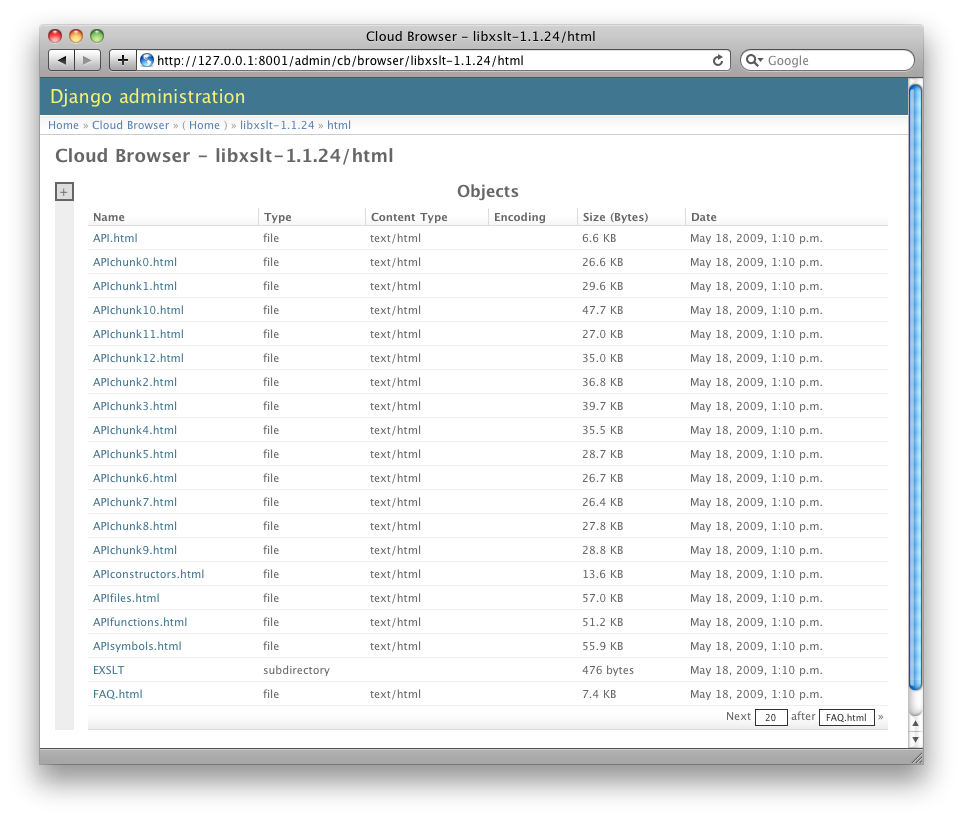 Cloud Browser – libxslt-1.1.24/html
http://127.0.0.1:8001/admin/cb/browser/libxslt-1.1.24/html Google
Django administration
Home » Cloud Browser » ( Home ) » libxslt-1.1.24 » html
Cloud Browser – libxslt-1.1.24/html
+ Objects
Name Type Content Type Encoding Size (Bytes) Date
API.html file text/html 6.6 KB May 18, 2009, 1:10 p.m.
APIchunk0.html file text/html 26.6 KB May 18, 2009, 1:10 p.m.
APIchunk1.html file text/html 29.6 KB May 18, 2009, 1:10 p.m.
APIchunk10.html file text/html 47.7 KB May 18, 2009, 1:10 p.m.
APIchunk11.html file text/html 27.0 KB May 18, 2009, 1:10 p.m.
APIchunk12.html file text/html 35.0 KB May 18, 2009, 1:10 p.m.
APIchunk2.html file text/html 36.8 KB May 18, 2009, 1:10 p.m.
APIchunk3.html file text/html 39.7 KB May 18, 2009, 1:10 p.m.
APIchunk4.html file text/html 35.5 KB May 18, 2009, 1:10 p.m.
APIchunk5.html file text/html 28.7 KB May 18, 2009, 1:10 p.m.
APIchunk6.html file text/html 26.7 KB May 18, 2009, 1:10 p.m.
APIchunk7.html file text/html 26.4 KB May 18, 2009, 1:10 p.m.
APIchunk8.html file text/html 27.8 KB May 18, 2009, 1:10 p.m.
APIchunk9.html file text/html 28.8 KB May 18, 2009, 1:10 p.m.
APIconstructors.html file text/html 13.6 KB May 18, 2009, 1:10 p.m.
APIfiles.html file text/html 57.0 KB May 18, 2009, 1:10 p.m.
APIfunctions.html file text/html 51.2 KB May 18, 2009, 1:10 p.m.
APIsymbols.html file text/html 55.9 KB May 18, 2009, 1:10 p.m.
EXSLT subdirectory 476 bytes May 18, 2009, 1:10 p.m.
FAQ.html file text/html 7.4 KB May 18, 2009, 1:10 p.m.
Next 20 after FAQ.html »